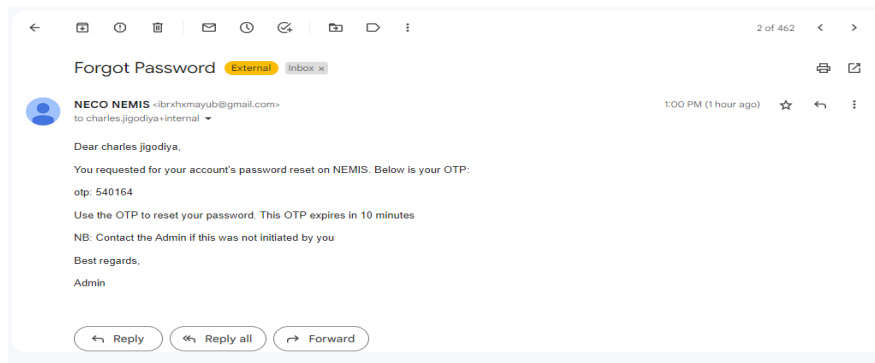 2 of 462
Forgot Password External Inbox ×
NECO NEMIS <ibrxhxmayub@gmail.com> 1:00 PM (1 hour ago)
to charles.jigodiya+internal
Dear charles jigodiya,
You requested for your account's password reset on NEMIS. Below is your OTP:
otp: 540164
Use the OTP to reset your password. This OTP expires in 10 minutes
NB: Contact the Admin if this was not initiated by you
Best regards,
Admin
Reply Reply all Forward